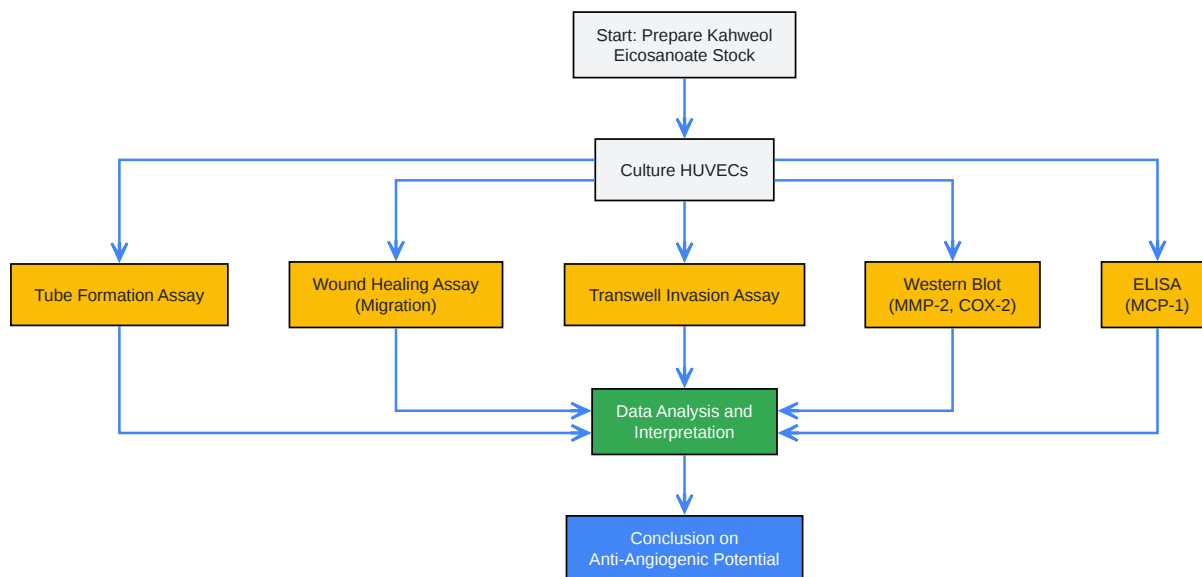 Start: Prepare Kahweol
Eicosanoate Stock
Culture HUVECs
Tube Formation Assay
Wound Healing Assay
(Migration)
Transwell Invasion Assay
Western Blot
(MMP-2, COX-2)
ELISA
(MCP-1)
Data Analysis and
Interpretation
Conclusion on
Anti-Angiogenic Potential